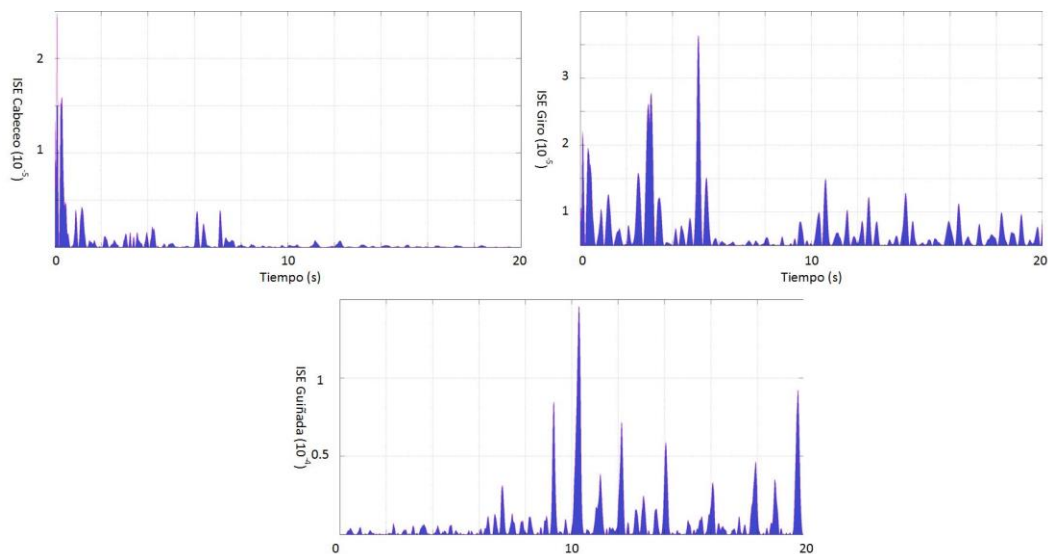 ISE Cabeceo (10⁻⁵)
2
1
0 10 20
Tiempo (s)
ISE Giro (10⁻⁵)
3
2
1
0 10 20
Tiempo (s)
ISE Guiñada (10⁻⁴)
1
0.5
0 10 20